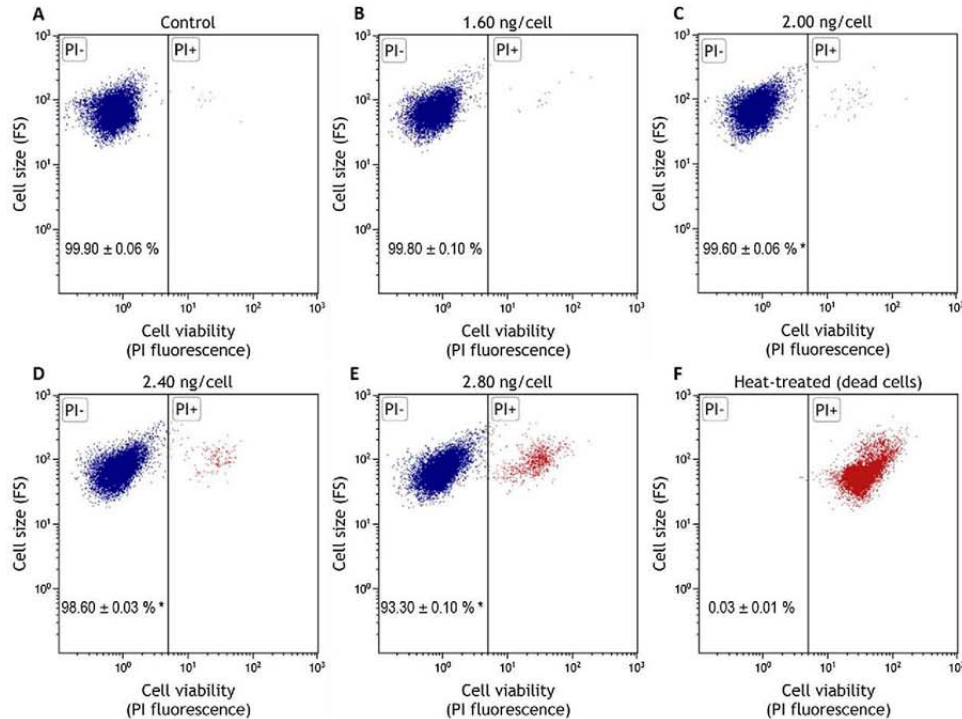 A
Control
PI-
PI+
10³
10²
10¹
10⁰
Cell size (FS)
99.90 ± 0.06 %
10⁰
10¹
10²
10³
Cell viability
(PI fluorescence)
B
1.60 ng/cell
PI-
PI+
10³
10²
10¹
10⁰
Cell size (FS)
99.80 ± 0.10 %
10⁰
10¹
10²
10³
Cell viability
(PI fluorescence)
C
2.00 ng/cell
PI-
PI+
10³
10²
10¹
10⁰
Cell size (FS)
99.60 ± 0.06 % *
10⁰
10¹
10²
10³
Cell viability
(PI fluorescence)
D
2.40 ng/cell
PI-
PI+
10³
10²
10¹
10⁰
Cell size (FS)
98.60 ± 0.03 % *
10⁰
10¹
10²
10³
Cell viability
(PI fluorescence)
E
2.80 ng/cell
PI-
PI+
10³
10²
10¹
10⁰
Cell size (FS)
93.30 ± 0.10 % *
10⁰
10¹
10²
10³
Cell viability
(PI fluorescence)
F
Heat-treated (dead cells)
PI-
PI+
10³
10²
10¹
10⁰
Cell size (FS)
0.03 ± 0.01 %
10⁰
10¹
10²
10³
Cell viability
(PI fluorescence)